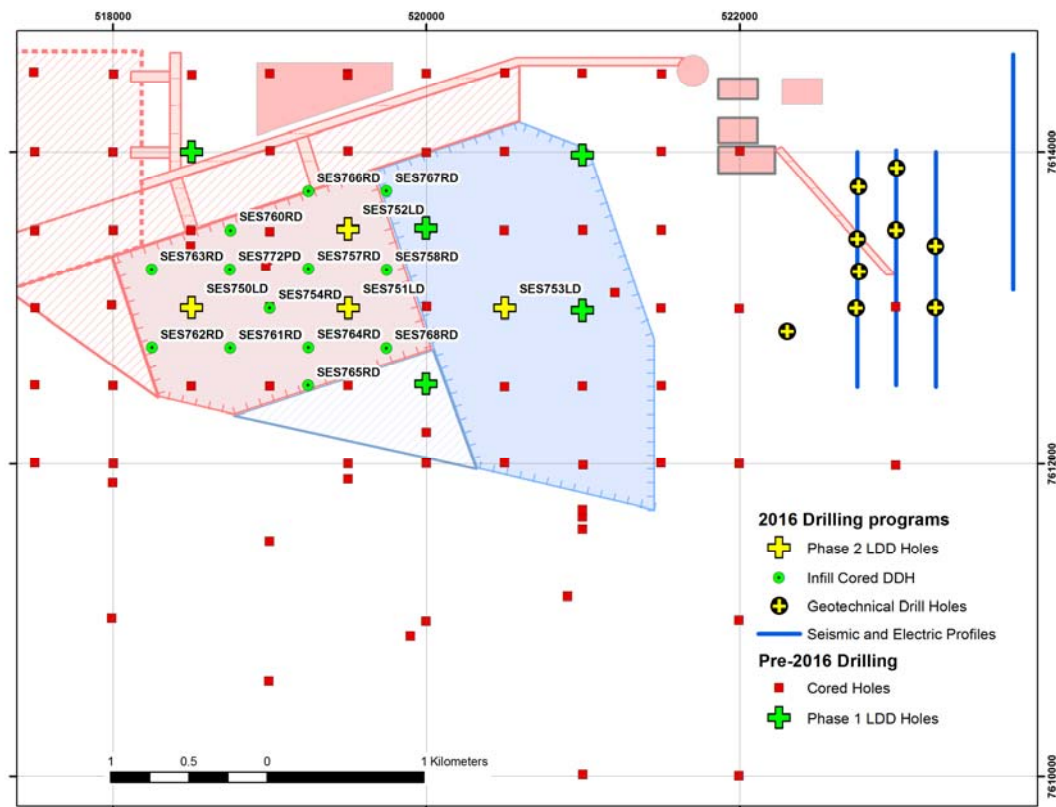 518000 520000 522000
7614000
SES766RD SES767RD
SES752LD
SES760RD
SES763RD SES772PD SES757RD SES758RD
SES750LD SES754RD SES751LD SES753LD
SES762RD SES761RD SES764RD SES768RD
SES765RD
7612000
2016 Drilling programs
Phase 2 LDD Holes
Infill Cored DDH
Geotechnical Drill Holes
Seismic and Electric Profiles
Pre-2016 Drilling
Cored Holes
Phase 1 LDD Holes
1 0.5 0 1 Kilometers
7610000